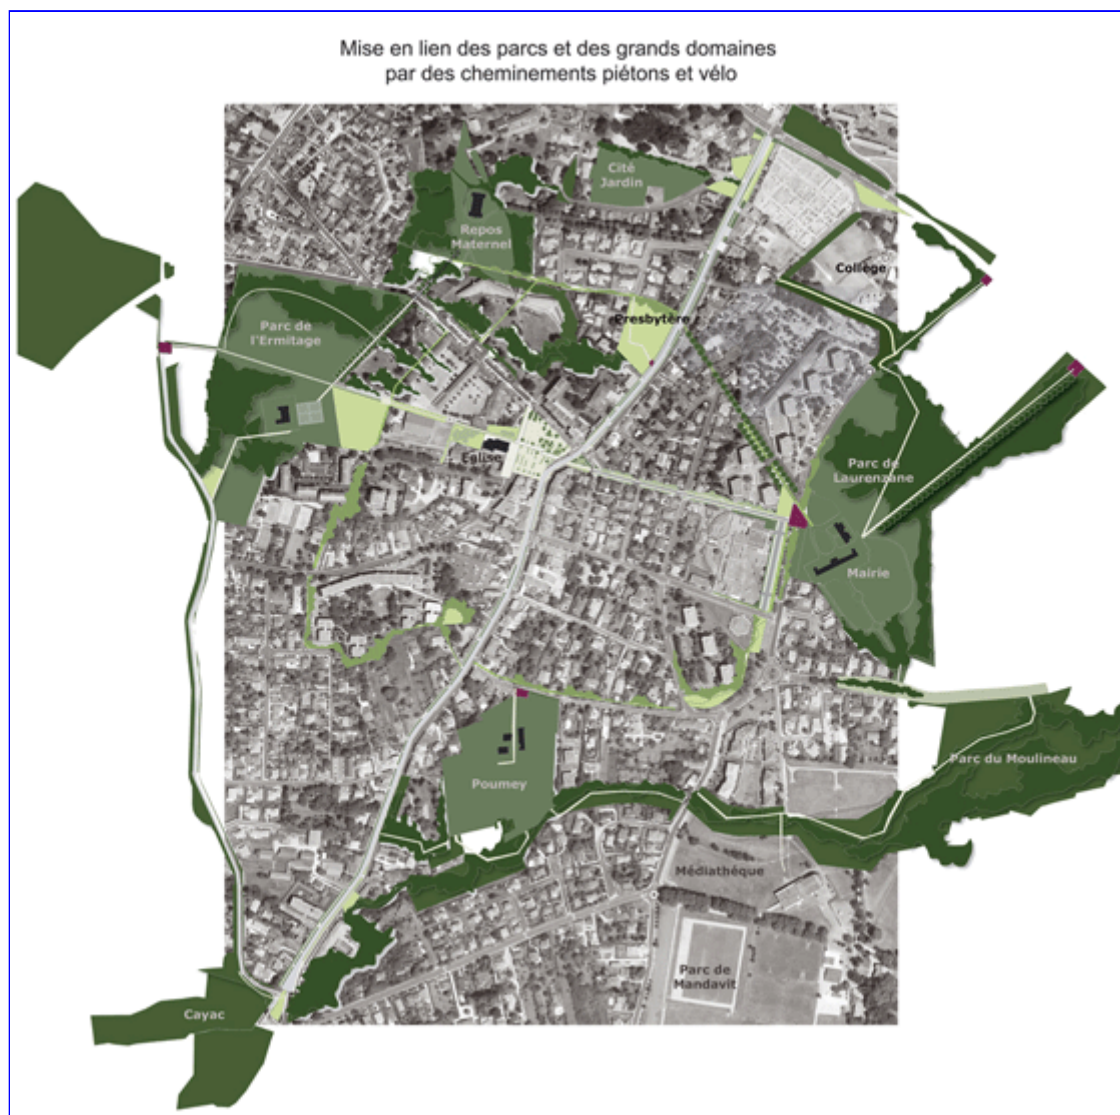 Mise en lien des parcs et des grands domaines
par des cheminements piétons et vélo
Cité
Jardin
Repos
Maternel
Collège
Presbytère
Parc de
l'Ermitage
Eglise
Parc de
Laurenzane
Mairie
Parc du Moulineau
Poumey
Médiathéque
Parc de
Mandavit
Cayac